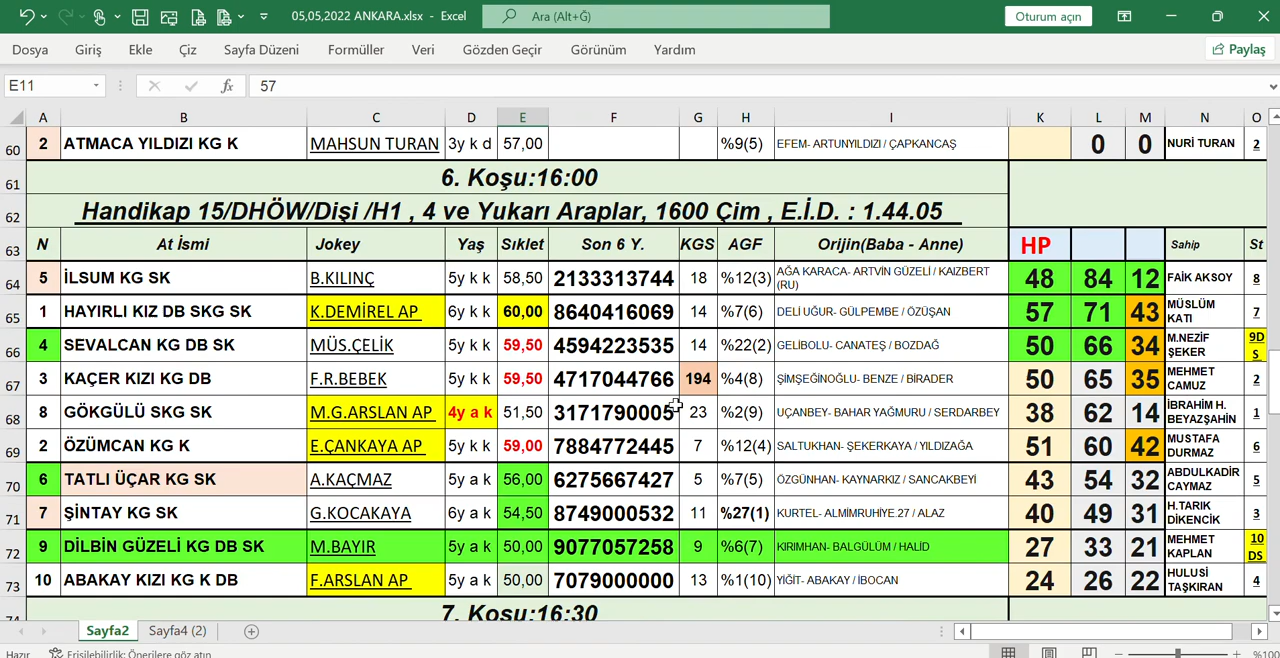 05,05,2022 ANKARA.xlsx - Excel
Ara (Alt+Ğ)
Oturum açın
Dosya Giriş Ekle Çiz Sayfa Düzeni Formüller Veri Gözden Geçir Görünüm Yardım Paylaş
E11 fx 57
A B C D E F G H I K L M N O
60 2 ATMACA YILDIZI KG K MAHSUN TURAN 3y k d 57,00 %9(5) EFEM- ARTUNYILDIZI / ÇAPKANCAŞ 0 0 NURİ TURAN 2
61 6. Koşu:16:00
62 Handikap 15/DHÖW/Dişi /H1 , 4 ve Yukarı Araplar, 1600 Çim , E.İ.D. : 1.44.05
63 N At İsmi Jokey Yaş Sıklet Son 6 Y. KGS AGF Orijin(Baba - Anne) HP Sahip St
64 5 İLSUM KG SK B.KILINÇ 5y k k 58,50 2133313744 18 %12(3) AĞA KARACA- ARTVİN GÜZELİ / KAIZBERT (RU) 48 84 12 FAİK AKSOY 8
65 1 HAYIRLI KIZ DB SKG SK K.DEMİREL AP 6y k k 60,00 8640416069 14 %7(6) DELİ UĞUR- GÜLPEMBE / ÖZÜŞAN 57 71 43 MÜSLÜM KATI 7
66 4 SEVALCAN KG DB SK MÜS.ÇELİK 5y k k 59,50 4594223535 14 %22(2) GELİBOLU- CANATEŞ / BOZDAĞ 50 66 34 M.NEZİF ŞEKER 9D S
67 3 KAÇER KIZI KG DB F.R.BEBEK 5y k k 59,50 4717044766 194 %4(8) ŞİMŞEĞİNOĞLU- BENZE / BİRADER 50 65 35 MEHMET CAMUZ 2
68 8 GÖKGÜLÜ SKG SK M.G.ARSLAN AP 4y a k 51,50 3171790005 23 %2(9) UÇANBEY- BAHAR YAĞMURU / SERDARBEY 38 62 14 İBRAHİM H. BEYAZŞAHİN 1
69 2 ÖZÜMCAN KG K E.ÇANKAYA AP 5y k k 59,00 7884772445 7 %12(4) SALTUKHAN- ŞEKERKAYA / YILDIZAĞA 51 60 42 MUSTAFA DURMAZ 6
70 6 TATLI ÜÇAR KG SK A.KAÇMAZ 5y a k 56,00 6275667427 5 %7(5) ÖZGÜNHAN- KAYNARKIZ / SANCAKBEYİ 43 54 32 ABDULKADİR CAYMAZ 5
71 7 ŞİNTAY KG SK G.KOCAKAYA 6y a k 54,50 8749000532 11 %27(1) KURTEL- ALMİMRUHİYE.27 / ALAZ 40 49 31 H.TARIK DİKENCİK 3
72 9 DİLBİN GÜZELİ KG DB SK M.BAYIR 5y a k 50,00 9077057258 9 %6(7) KIRIMHAN- BALGÜLÜM / HALİD 27 33 21 MEHMET KAPLAN 10 DS
73 10 ABAKAY KIZI KG K DB F.ARSLAN AP 5y a k 50,00 7079000000 13 %1(10) YİĞİT- ABAKAY / İBOCAN 24 26 22 HULUSİ TAŞKIRAN 4
74 7. Koşu:16:30
Sayfa2 Sayfa4 (2)
Hazır Erişilebilirlik: Önerilere göz atın %100